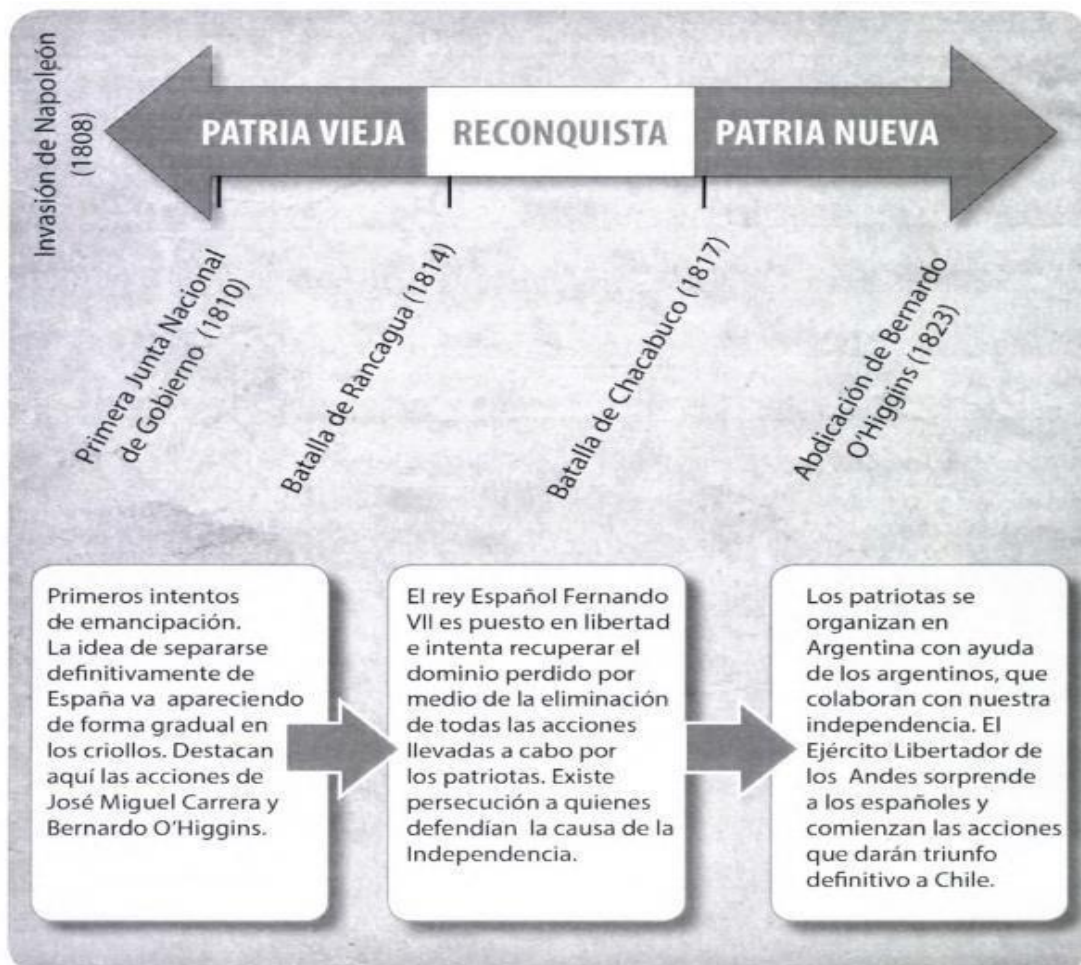 Invasión de Napoleón
(1808)
PATRIA VIEJA
RECONQUISTA
PATRIA NUEVA
Primera Junta Nacional
de Gobierno (1810)
Batalla de Rancagua (1814)
Batalla de Chacabuco (1817)
Abdicación de Bernardo
O'Higgins (1823)
Primeros intentos
de emancipación.
La idea de separarse
definitivamente de
España va apareciendo
de forma gradual en
los criollos. Destacan
aquí las acciones de
José Miguel Carrera y
Bernardo O'Higgins.
El rey Español Fernando
VII es puesto en libertad
e intenta recuperar el
dominio perdido por
medio de la eliminación
de todas las acciones
llevadas a cabo por
los patriotas. Existe
persecución a quienes
defendían la causa de la
Independencia.
Los patriotas se
organizan en
Argentina con ayuda
de los argentinos, que
colaboran con nuestra
independencia. El
Ejército Libertador de
los Andes sorprende
a los españoles y
comienzan las acciones
que darán triunfo
definitivo a Chile.